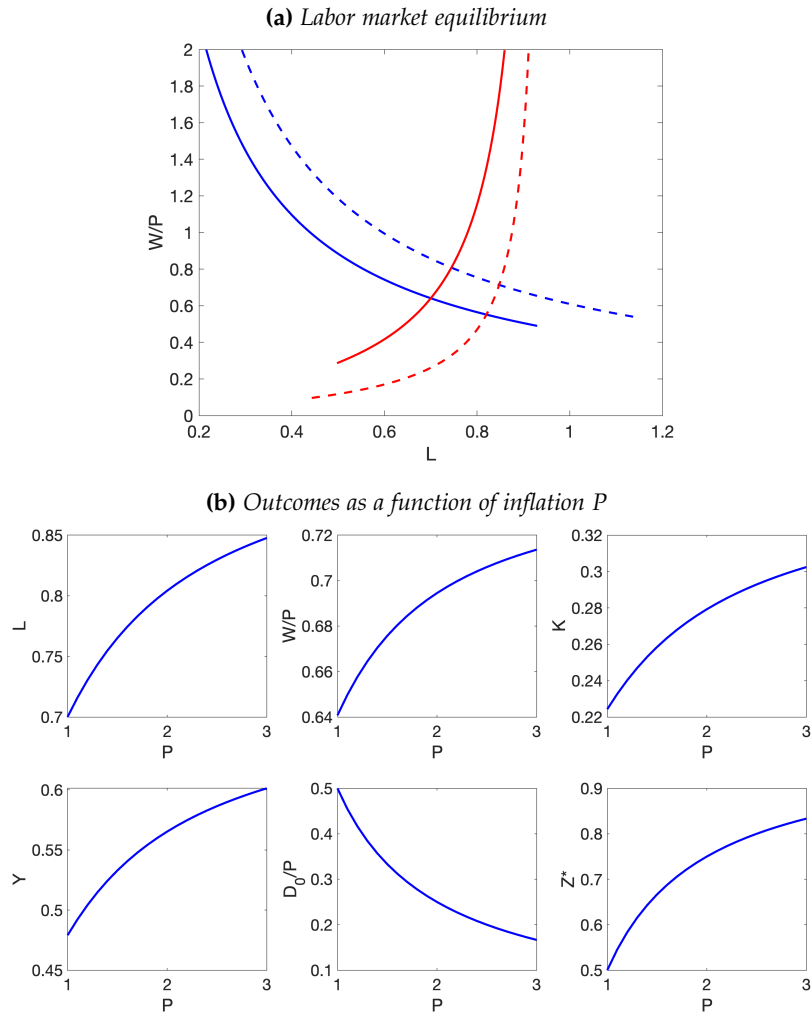 (a) Labor market equilibrium
2
1.8
1.6
1.4
1.2
1
0.8
0.6
0.4
0.2
0
W/P
0.2 0.4 0.6 0.8 1 1.2
L
(b) Outcomes as a function of inflation P
0.85
0.8
0.75
0.7
L
1 2 3
P
0.72
0.7
0.68
0.66
0.64
W/P
1 2 3
P
0.32
0.3
0.28
0.26
0.24
0.22
K
1 2 3
P
0.6
0.55
0.5
0.45
Y
1 2 3
P
0.5
0.4
0.3
0.2
0.1
D₀/P
1 2 3
P
0.9
0.8
0.7
0.6
0.5
Z*
1 2 3
P